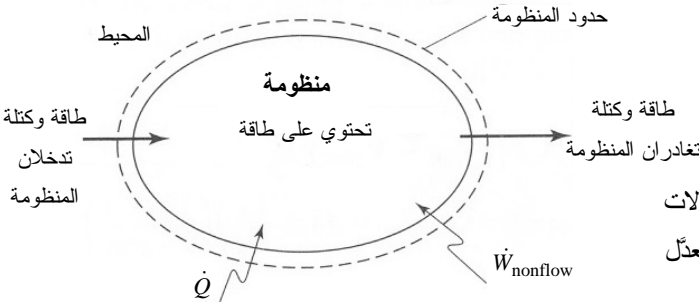 حدود المنظومة
المحيط
منظومة
تحتوي على طاقة
طاقة وكتلة
تدخلان
المنظومة
طاقة وكتلة
تغادران المنظومة
Q̇
Ẇnonflow